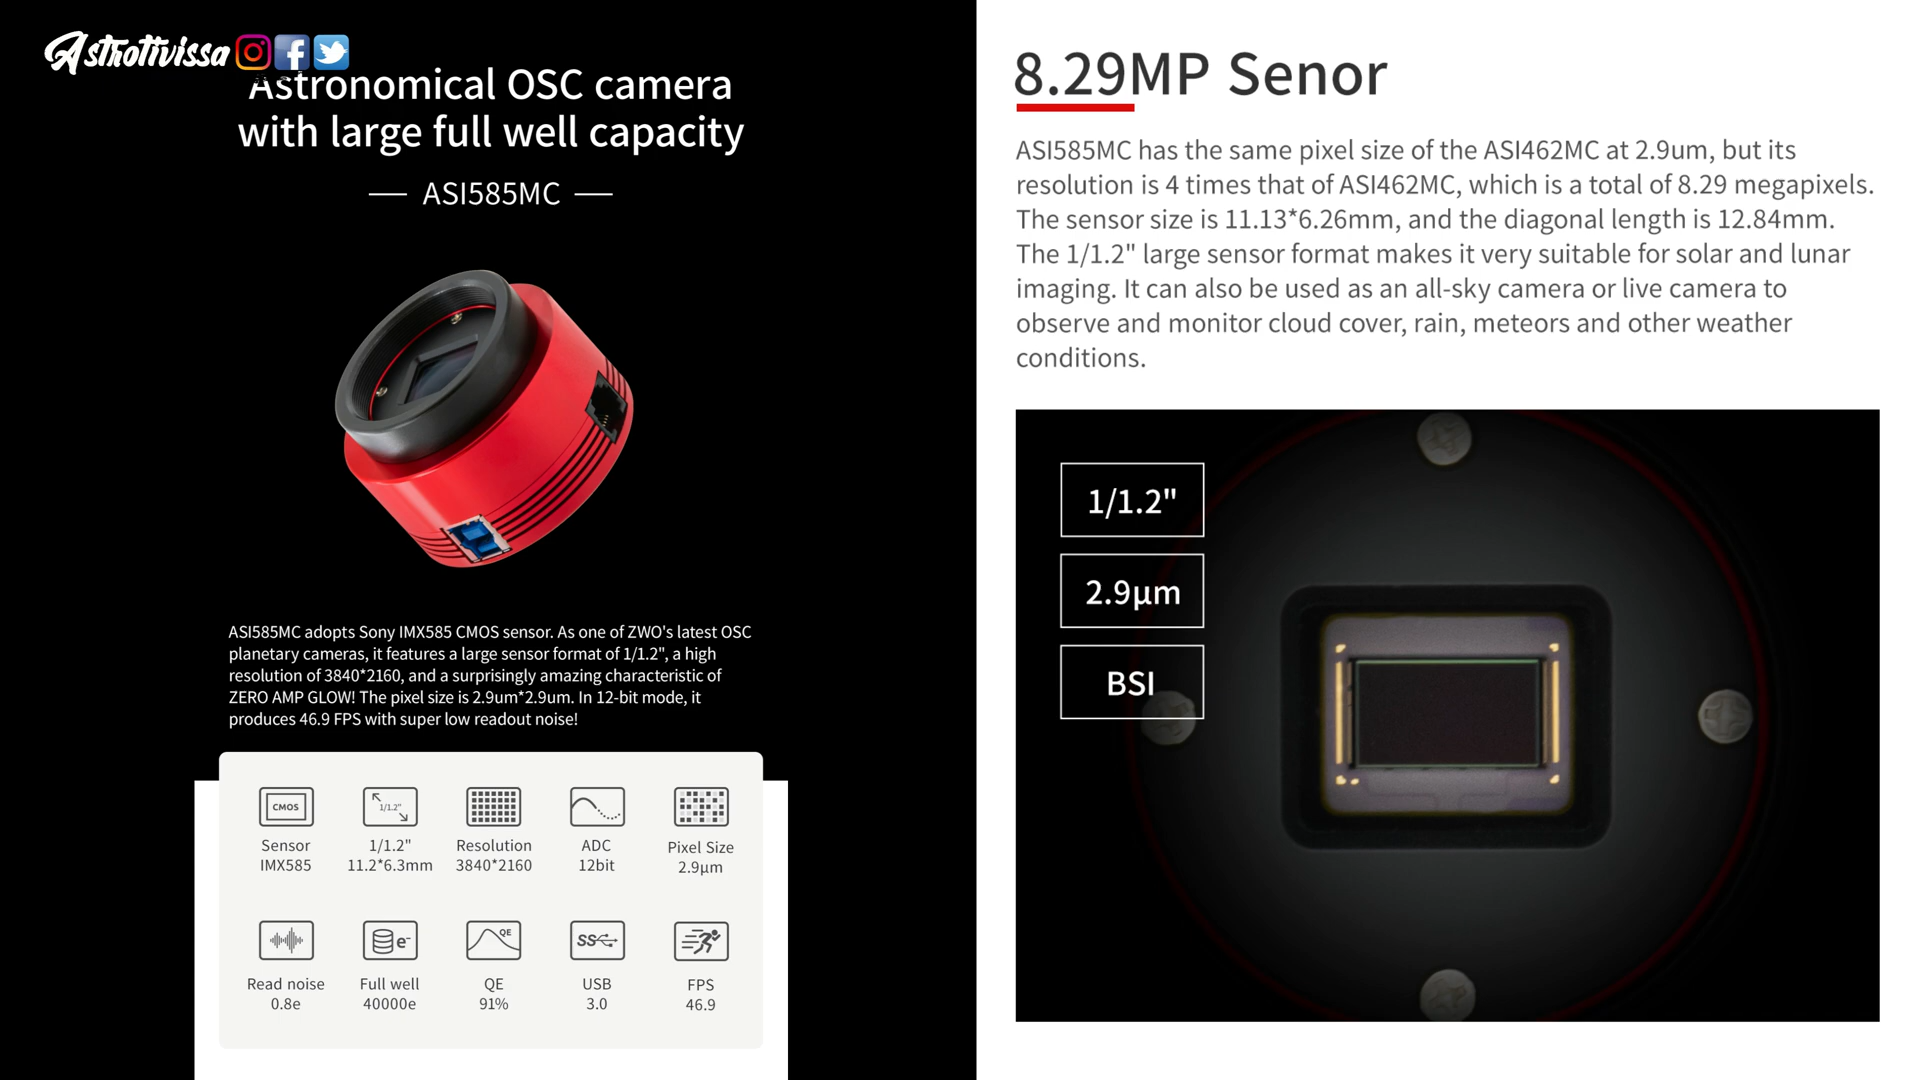 Astrotivissa
Astronomical OSC camera
with large full well capacity
ASI585MC
ASI585MC adopts Sony IMX585 CMOS sensor. As one of ZWO's latest OSC
planetary cameras, it features a large sensor format of 1/1.2", a high
resolution of 3840*2160, and a surprisingly amazing characteristic of
ZERO AMP GLOW! The pixel size is 2.9um*2.9um. In 12-bit mode, it
produces 46.9 FPS with super low readout noise!
CMOS
1/1.2"
Sensor
IMX585
1/1.2"
11.2*6.3mm
Resolution
3840*2160
ADC
12bit
Pixel Size
2.9μm
e-
QE
SS
Read noise
0.8e
Full well
40000e
QE
91%
USB
3.0
FPS
46.9
8.29MP Senor
ASI585MC has the same pixel size of the ASI462MC at 2.9um, but its
resolution is 4 times that of ASI462MC, which is a total of 8.29 megapixels.
The sensor size is 11.13*6.26mm, and the diagonal length is 12.84mm.
The 1/1.2" large sensor format makes it very suitable for solar and lunar
imaging. It can also be used as an all-sky camera or live camera to
observe and monitor cloud cover, rain, meteors and other weather
conditions.
1/1.2"
2.9μm
BSI